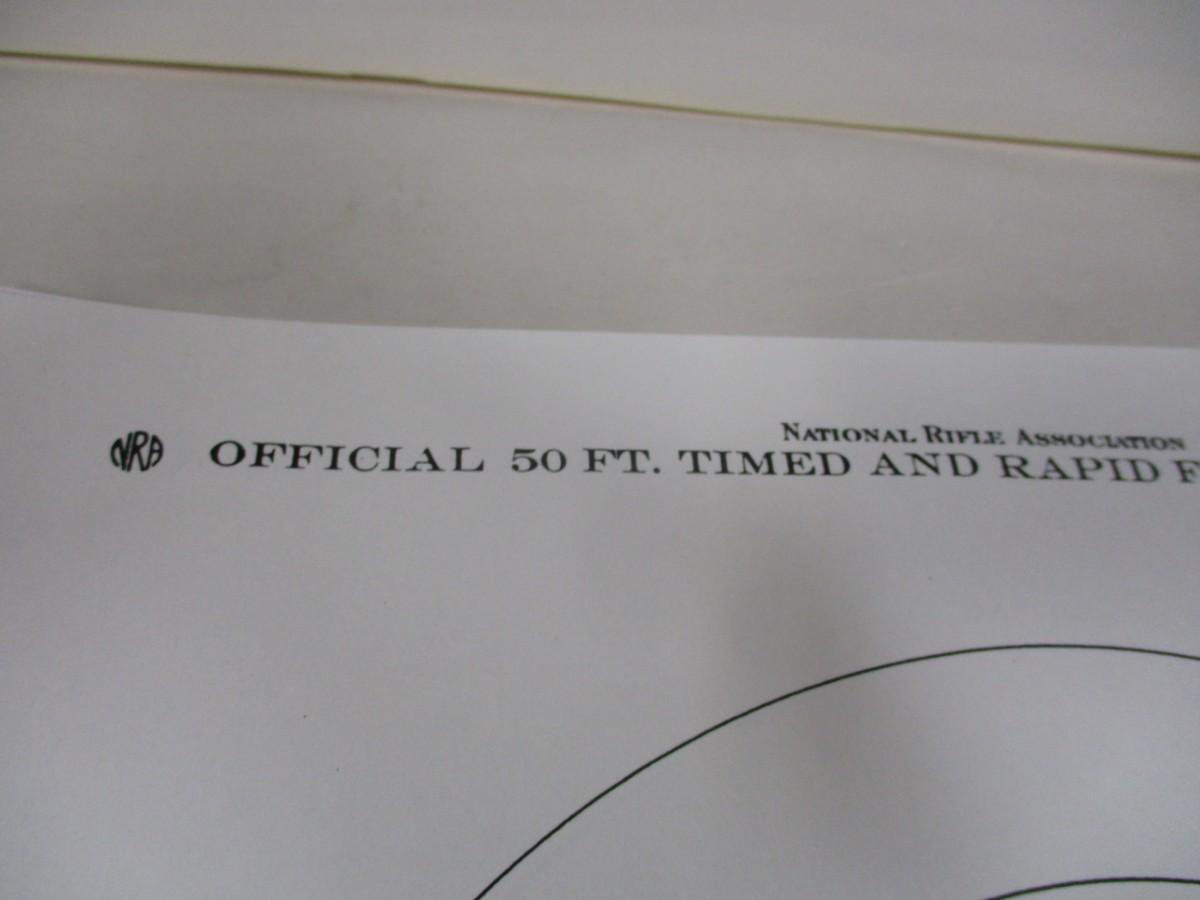 NATIONAL RIFLE ASSOCIATION
NRA OFFICIAL 50 FT. TIMED AND RAPID F